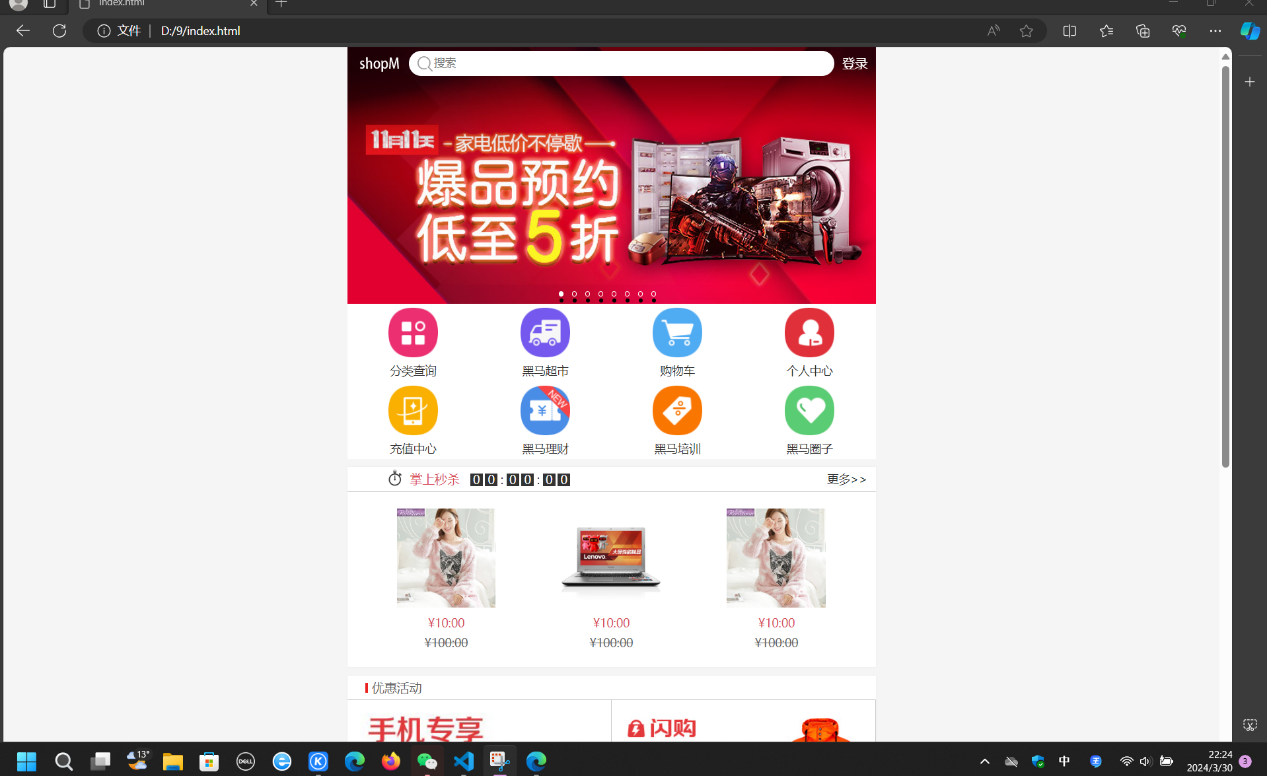 index.html
文件 | D:/9/index.html
shopM 搜索 登录
11月11天 - 家电低价不停歇
爆品预约
低至5折
分类查询 黑马超市 购物车 个人中心
NEW
充值中心 黑马理财 黑马培训 黑马圈子
掌上秒杀 00:00:00 更多>>
Lenovo
¥10:00 ¥10:00 ¥10:00
¥100:00 ¥100:00 ¥100:00
优惠活动
手机专享 闪购
13°
DELL
中
22:24
2024/3/30
3